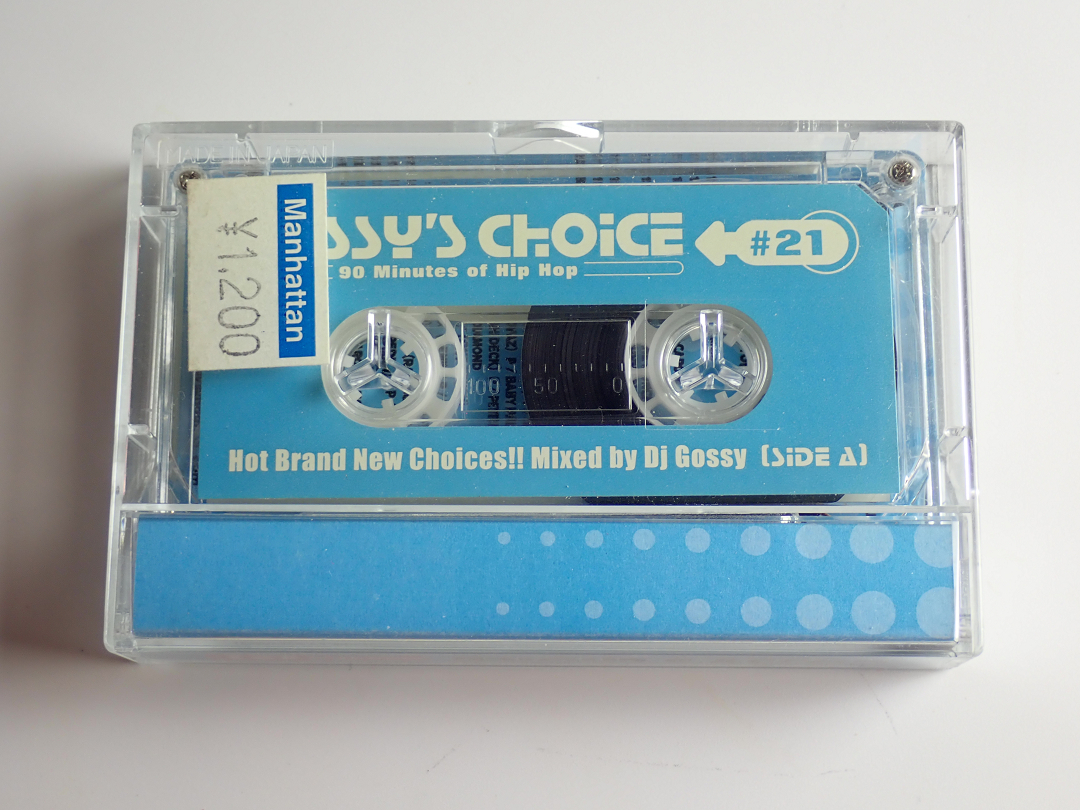 MADE IN JAPAN
Manhattan
¥1,200
SSY'S CHOiCE
#21
90 Minutes of Hip Hop
100 50 0
Hot Brand New Choices!! Mixed by Dj Gossy (SiDE A)